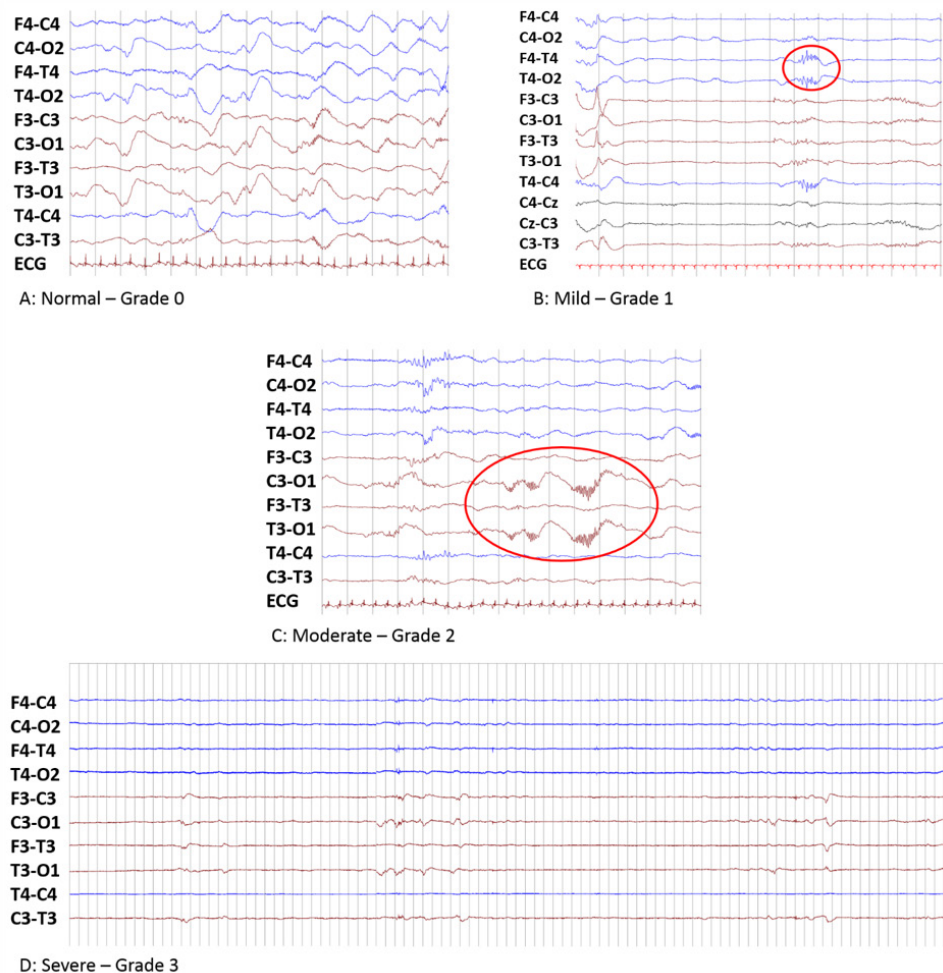 F4-C4
C4-O2
F4-T4
T4-O2
F3-C3
C3-O1
F3-T3
T3-O1
T4-C4
C3-T3
ECG
A: Normal – Grade 0
F4-C4
C4-O2
F4-T4
T4-O2
F3-C3
C3-O1
F3-T3
T3-O1
T4-C4
C4-Cz
Cz-C3
C3-T3
ECG
B: Mild – Grade 1
F4-C4
C4-O2
F4-T4
T4-O2
F3-C3
C3-O1
F3-T3
T3-O1
T4-C4
C3-T3
ECG
C: Moderate – Grade 2
F4-C4
C4-O2
F4-T4
T4-O2
F3-C3
C3-O1
F3-T3
T3-O1
T4-C4
C3-T3
D: Severe – Grade 3